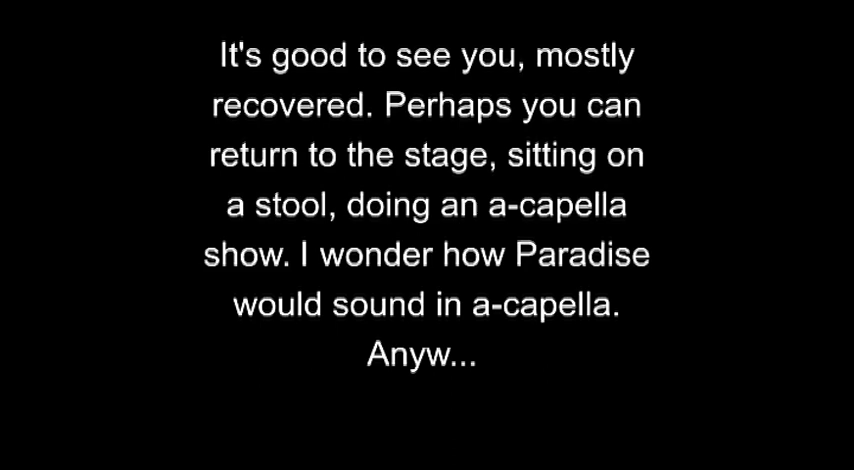 It's good to see you, mostly
recovered. Perhaps you can
return to the stage, sitting on
a stool, doing an a-capella
show. I wonder how Paradise
would sound in a-capella.
Anyw...